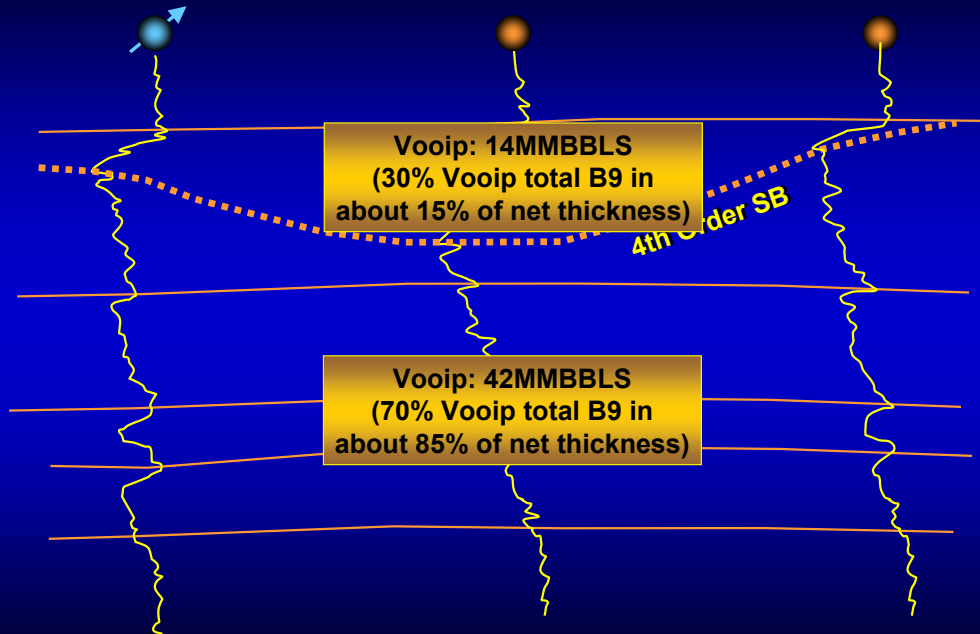 Vooip: 14MMBBLS
(30% Vooip total B9 in
about 15% of net thickness)
4th Order SB
Vooip: 42MMBBLS
(70% Vooip total B9 in
about 85% of net thickness)